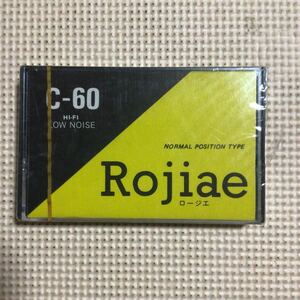 C-60
HI-FI
LOW NOISE
NORMAL POSITION TYPE
Rojiae
ロージエ